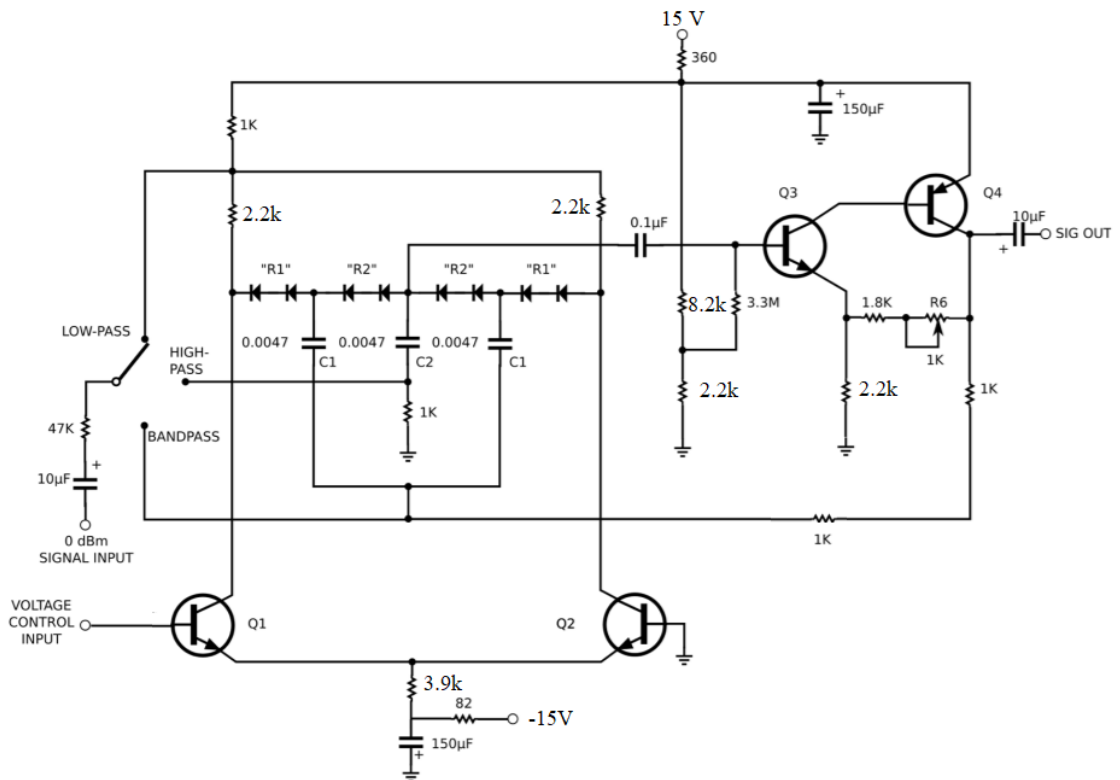 15 V
360
+
150µF
1K
2.2k
2.2k
Q3
Q4
0.1µF
10µF
SIG OUT
+
"R1"
"R2"
"R2"
"R1"
8.2k
3.3M
1.8K
R6
1K
LOW-PASS
0.0047
0.0047
0.0047
C1
C2
C1
HIGH-
PASS
1K
2.2k
2.2k
1K
47K
BANDPASS
+
10µF
0 dBm
SIGNAL INPUT
1K
VOLTAGE
CONTROL
INPUT
Q1
Q2
3.9k
82
-15V
150µF
+